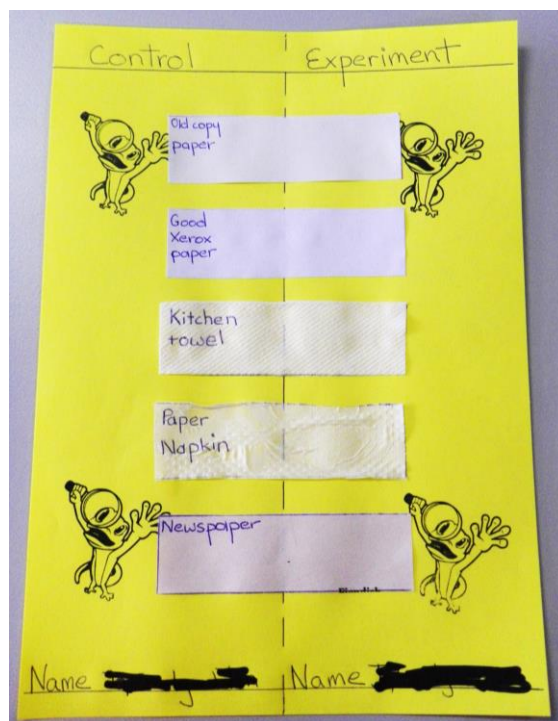 Control Experiment
Old copy
paper
Good
Xerox
paper
Kitchen
towel
Paper
Napkin
Newspaper
Name Name